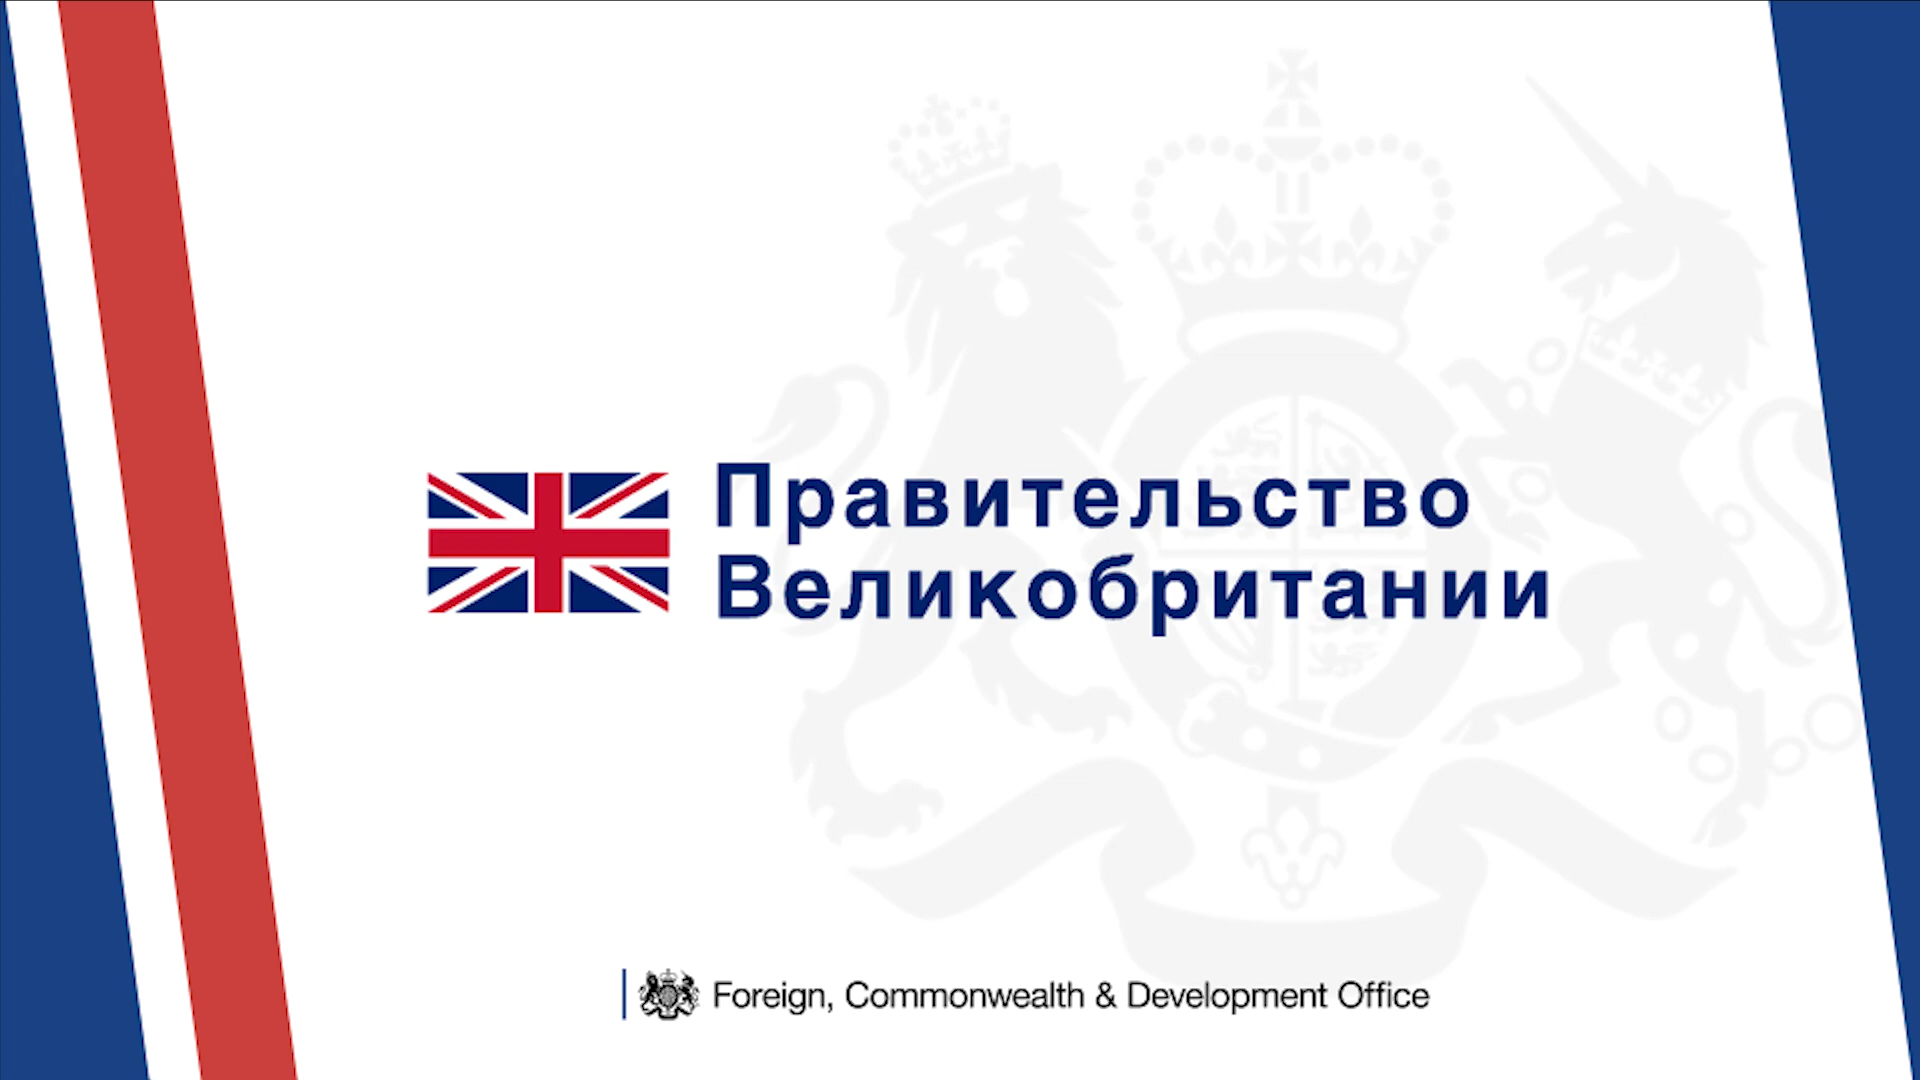 Правительство
Великобритании
Foreign, Commonwealth & Development Office